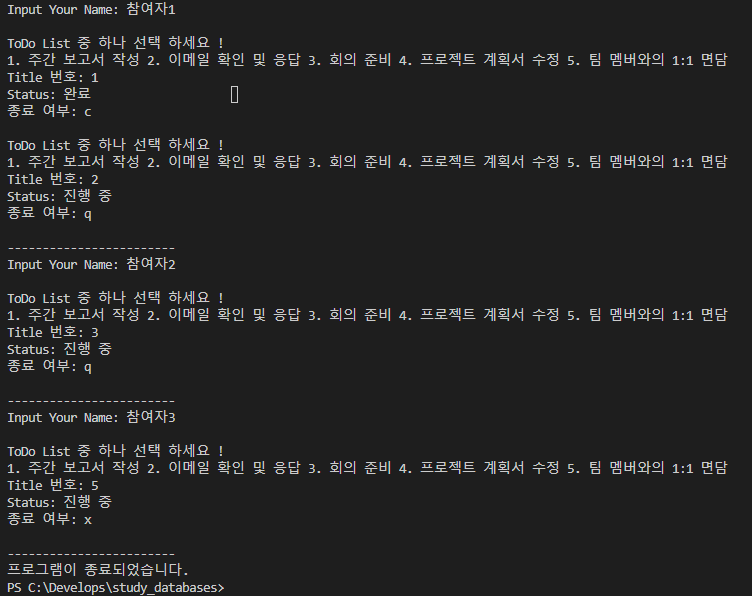 Input Your Name: 참여자1
ToDo List 중 하나 선택 하세요 !
1. 주간 보고서 작성 2. 이메일 확인 및 응답 3. 회의 준비 4. 프로젝트 계획서 수정 5. 팀 멤버와의 1:1 면담
Title 번호: 1
Status: 완료
종료 여부: c
ToDo List 중 하나 선택 하세요 !
1. 주간 보고서 작성 2. 이메일 확인 및 응답 3. 회의 준비 4. 프로젝트 계획서 수정 5. 팀 멤버와의 1:1 면담
Title 번호: 2
Status: 진행 중
종료 여부: q
------------------------
Input Your Name: 참여자2
ToDo List 중 하나 선택 하세요 !
1. 주간 보고서 작성 2. 이메일 확인 및 응답 3. 회의 준비 4. 프로젝트 계획서 수정 5. 팀 멤버와의 1:1 면담
Title 번호: 3
Status: 진행 중
종료 여부: q
------------------------
Input Your Name: 참여자3
ToDo List 중 하나 선택 하세요 !
1. 주간 보고서 작성 2. 이메일 확인 및 응답 3. 회의 준비 4. 프로젝트 계획서 수정 5. 팀 멤버와의 1:1 면담
Title 번호: 5
Status: 진행 중
종료 여부: x
------------------------
프로그램이 종료되었습니다.
PS C:\Develops\study_databases>